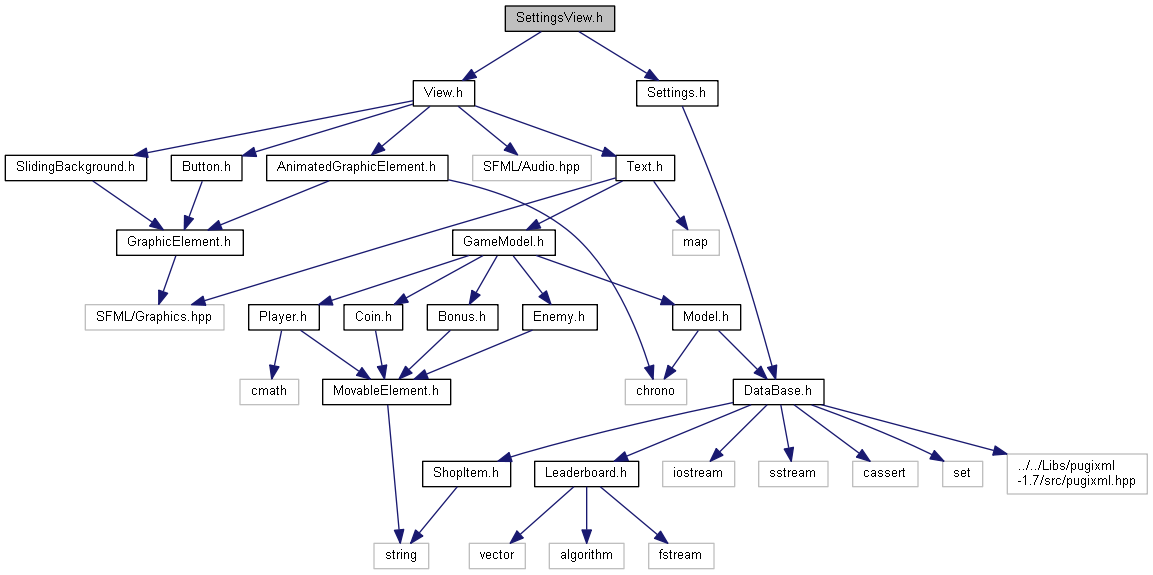 SettingsView.h
View.h
Settings.h
SlidingBackground.h
Button.h
AnimatedGraphicElement.h
SFML/Audio.hpp
Text.h
GraphicElement.h
GameModel.h
map
SFML/Graphics.hpp
Player.h
Coin.h
Bonus.h
Enemy.h
Model.h
cmath
MovableElement.h
chrono
DataBase.h
ShopItem.h
Leaderboard.h
iostream
sstream
cassert
set
../../Libs/pugixml
-1.7/src/pugixml.hpp
string
vector
algorithm
fstream